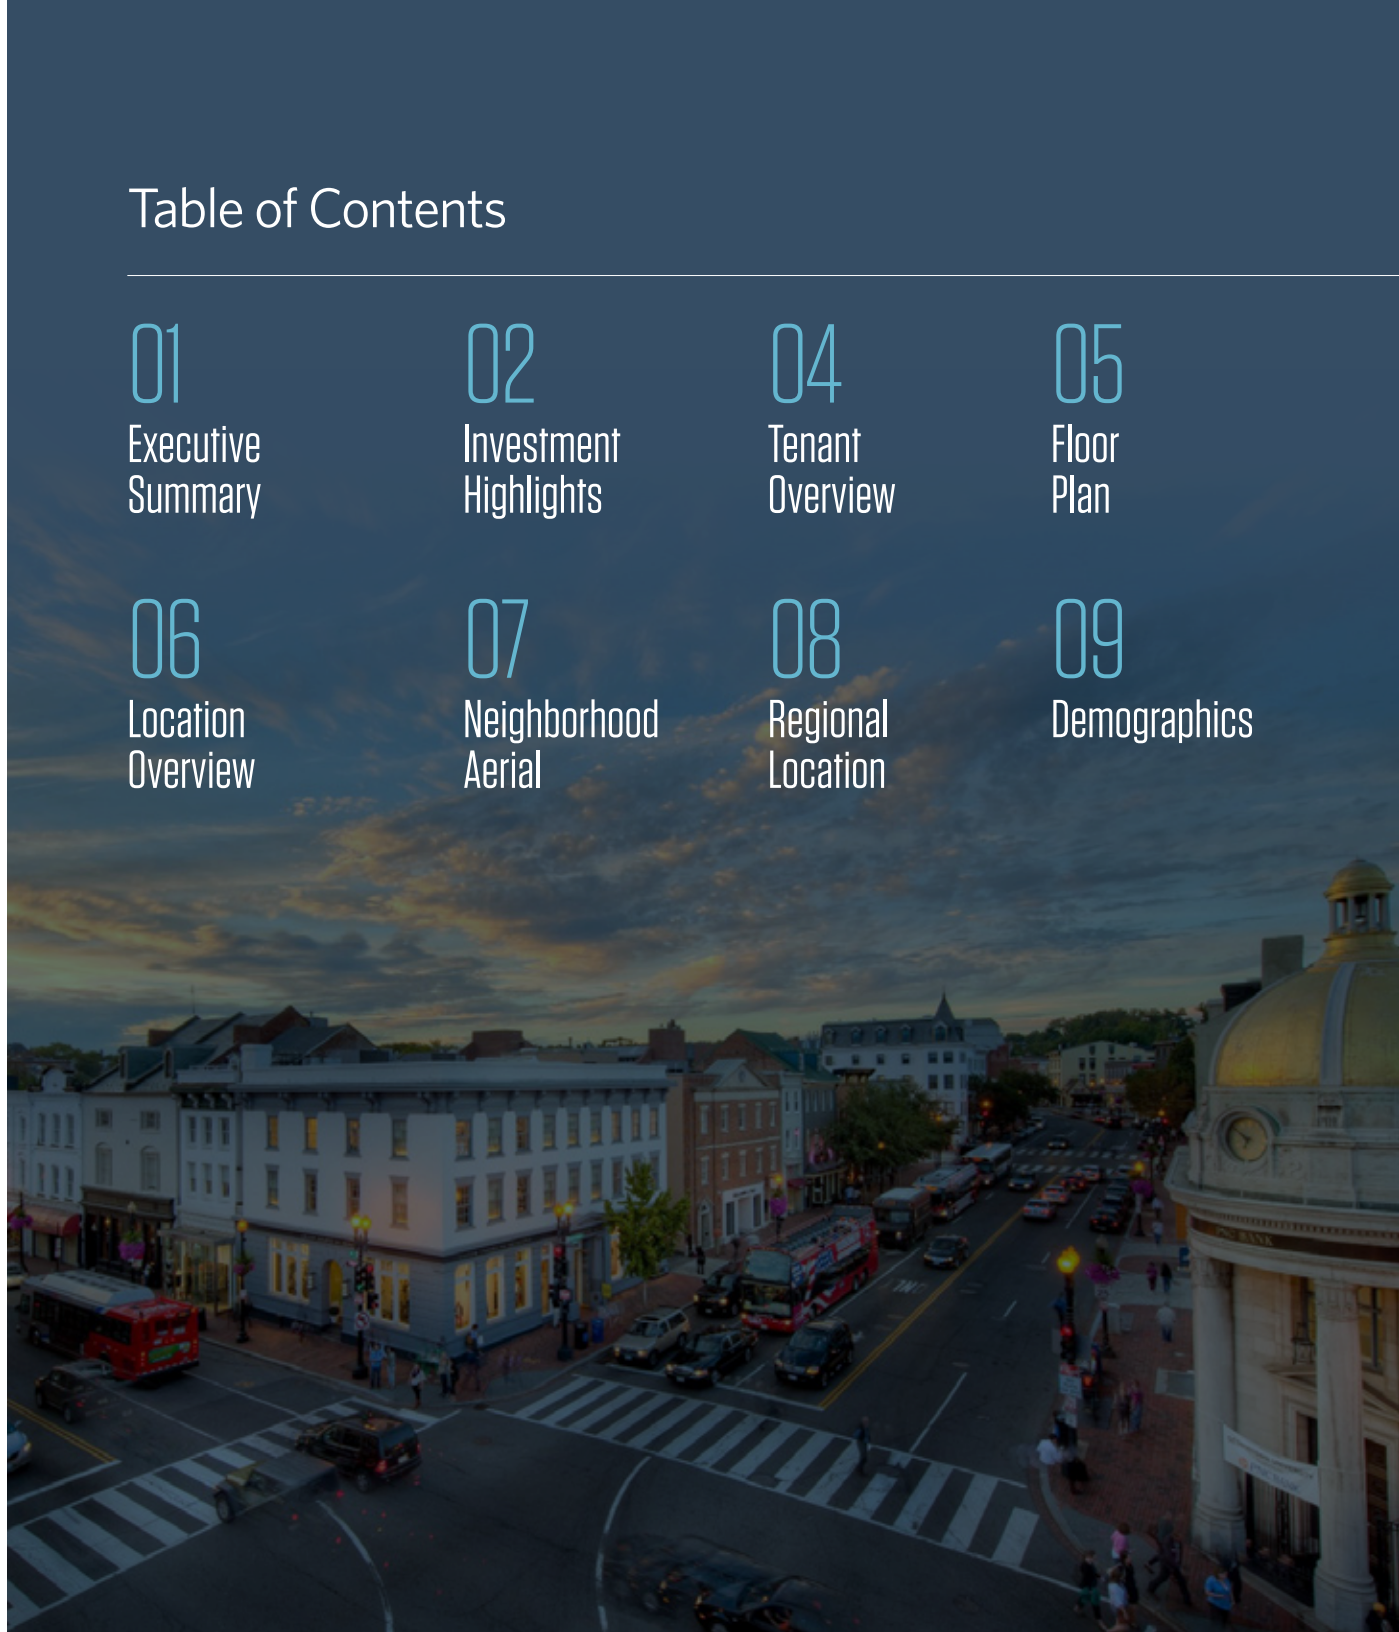 Table of Contents
01
Executive
Summary
02
Investment
Highlights
04
Tenant
Overview
05
Floor
Plan
06
Location
Overview
07
Neighborhood
Aerial
08
Regional
Location
09
Demographics
BANK